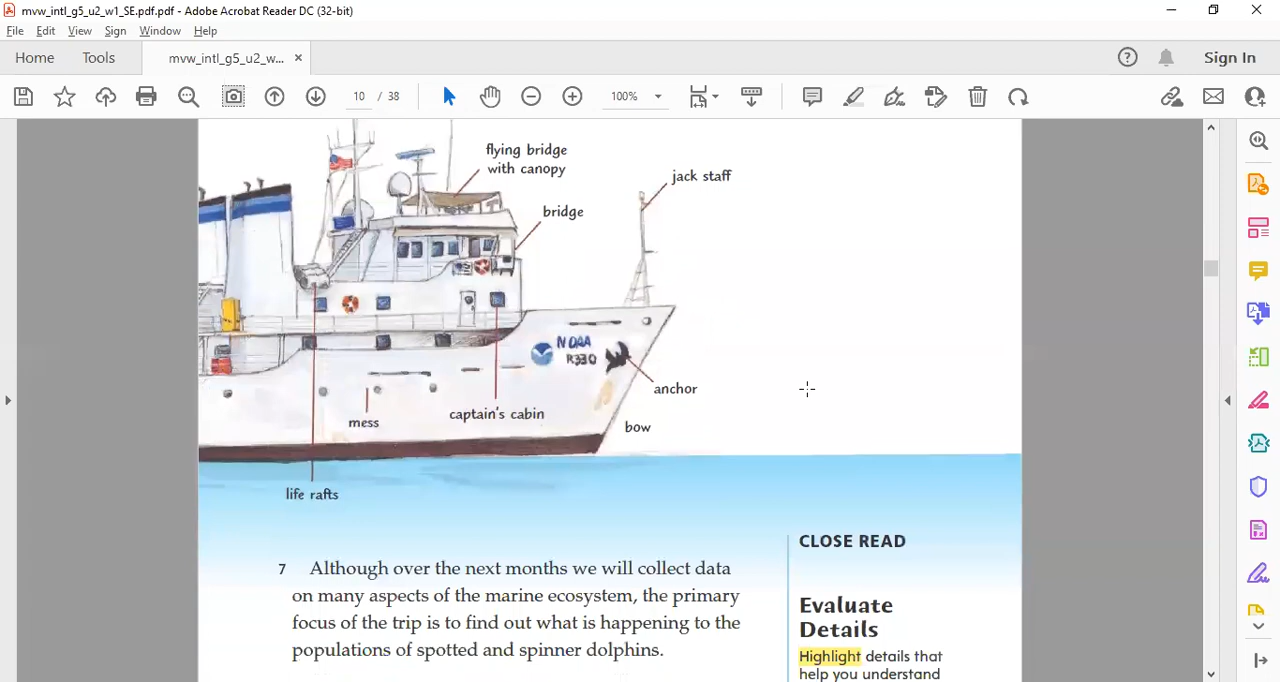 mvw_intl_g5_u2_w1_SE.pdf.pdf - Adobe Acrobat Reader DC (32-bit)
File Edit View Sign Window Help
Home Tools mvw_intl_g5_u2_w... × Sign In
10 / 38 100%
flying bridge
with canopy
jack staff
bridge
NOAA
R330
anchor
captain's cabin
mess
bow
life rafts
7 Although over the next months we will collect data
on many aspects of the marine ecosystem, the primary
focus of the trip is to find out what is happening to the
populations of spotted and spinner dolphins.
CLOSE READ
Evaluate
Details
Highlight details that
help you understand